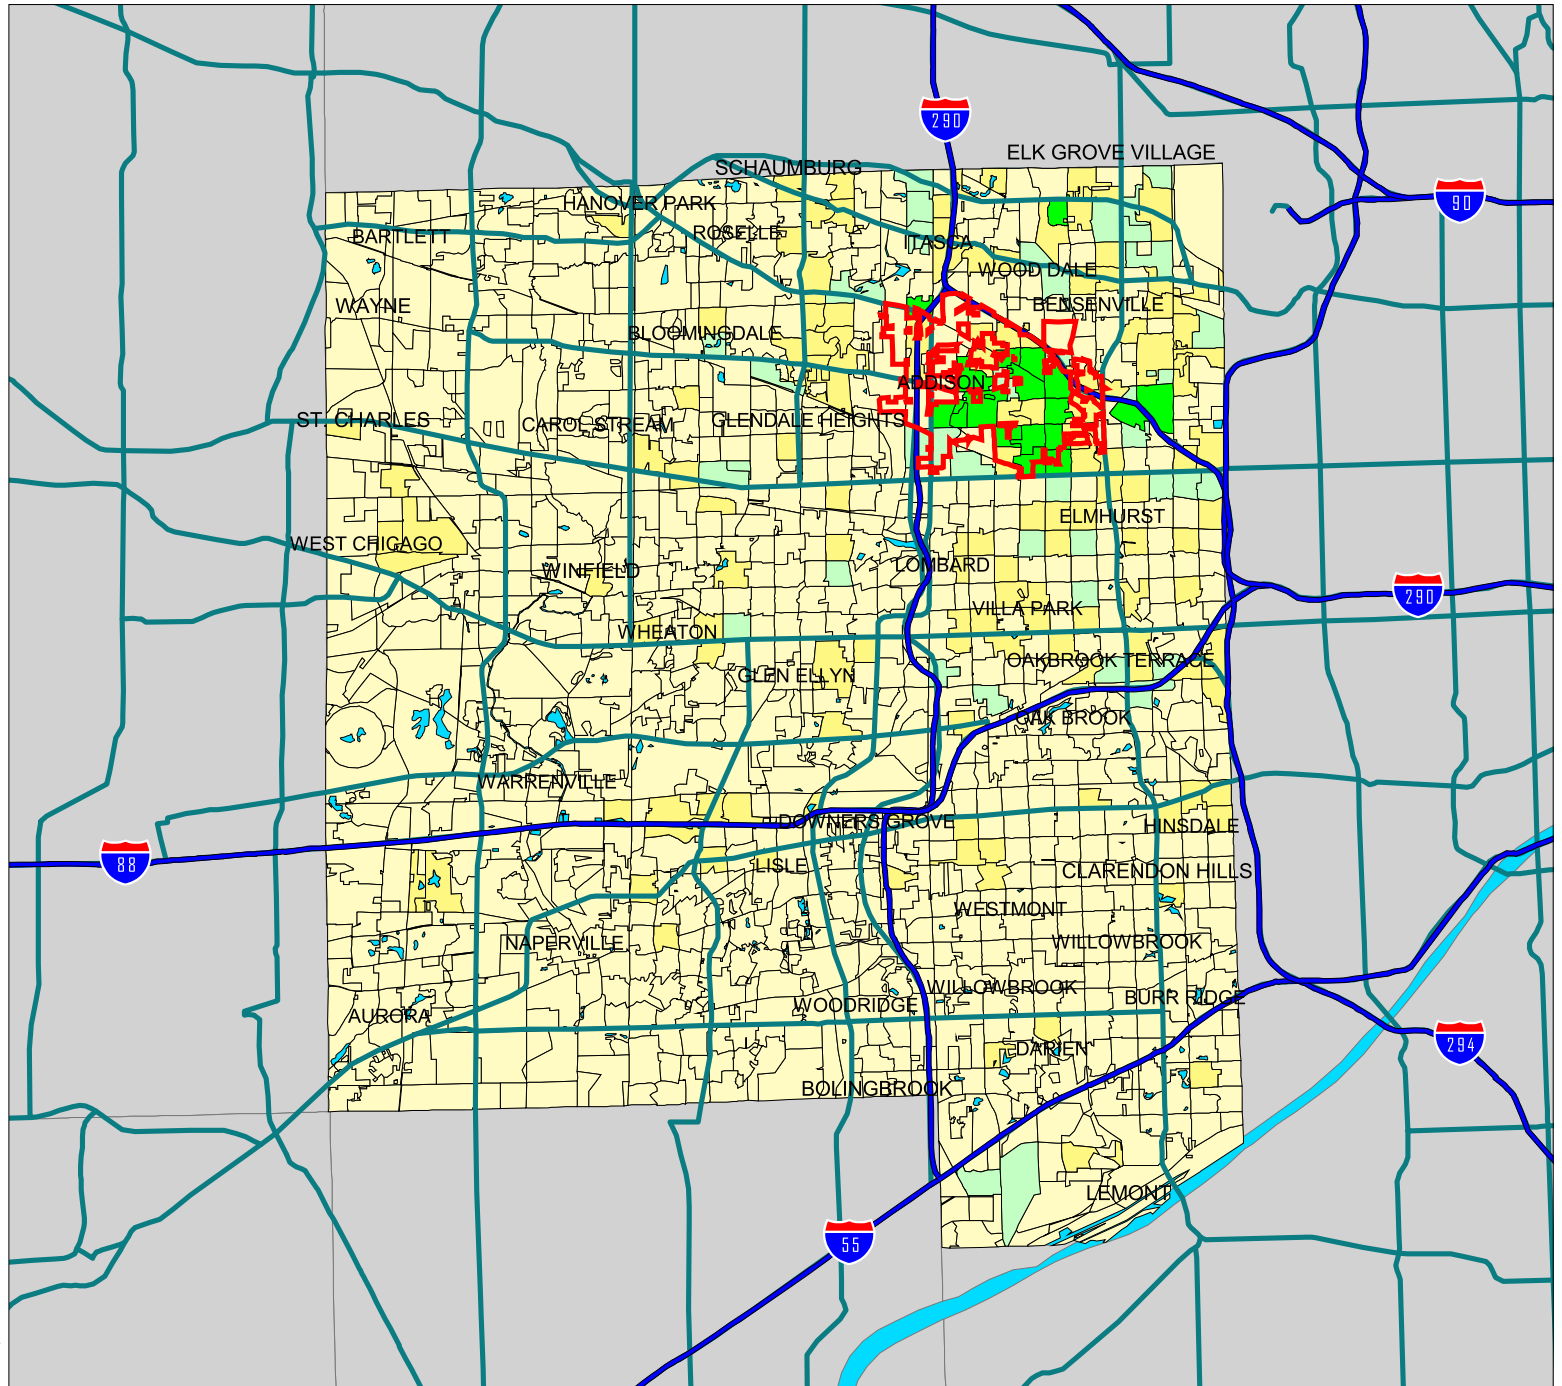 290
ELK GROVE VILLAGE
SCHAUMBURG
90
HANOVER PARK
BARTLETT
ROSELLE
ITASCA
WOOD DALE
WAYNE
BENSENVILLE
BLOOMINGDALE
ADDISON
ST. CHARLES
CAROL STREAM
GLENDALE HEIGHTS
ELMHURST
WEST CHICAGO
WINFIELD
LOMBARD
290
VILLA PARK
WHEATON
OAKBROOK TERRACE
GLEN ELLYN
OAK BROOK
WARRENVILLE
DOWNERS GROVE
HINSDALE
88
LISLE
CLARENDON HILLS
WESTMONT
NAPERVILLE
WILLOWBROOK
WILLOWBROOK
BURR RIDGE
WOODRIDGE
AURORA
294
DARIEN
BOLINGBROOK
LEMONT
55